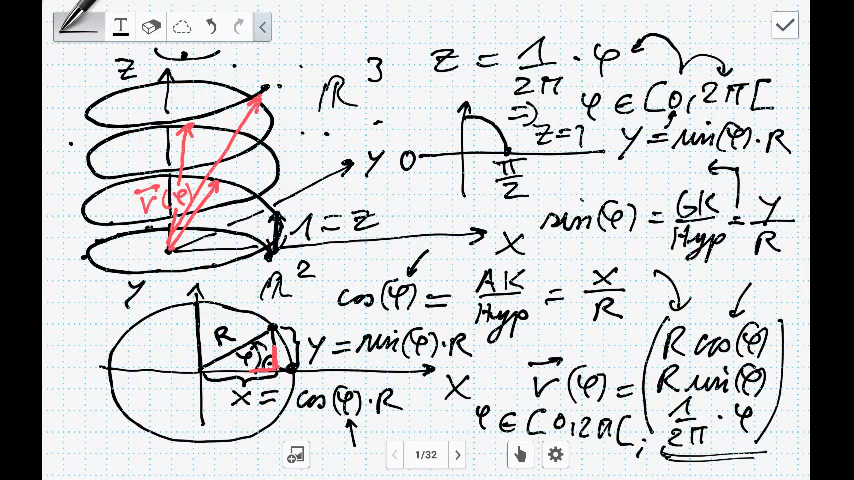 T
Z
ℝ³
Z = 1/2π · φ
φ ∈ [0, 2π[
=> Z = 1
Y = sin(φ) · R
Y
0
π/2
r⃗(φ)
1 = Z
X
sin(φ) = GK/Hyp = Y/R
Y
ℝ²
cos(φ) = AK/Hyp = X/R
R
φ
Y = sin(φ) · R
X
X = cos(φ) · R
r⃗(φ) = ( R cos(φ)
R sin(φ)
1/2π · φ )
φ ∈ [0, 2π[ ;
1/32